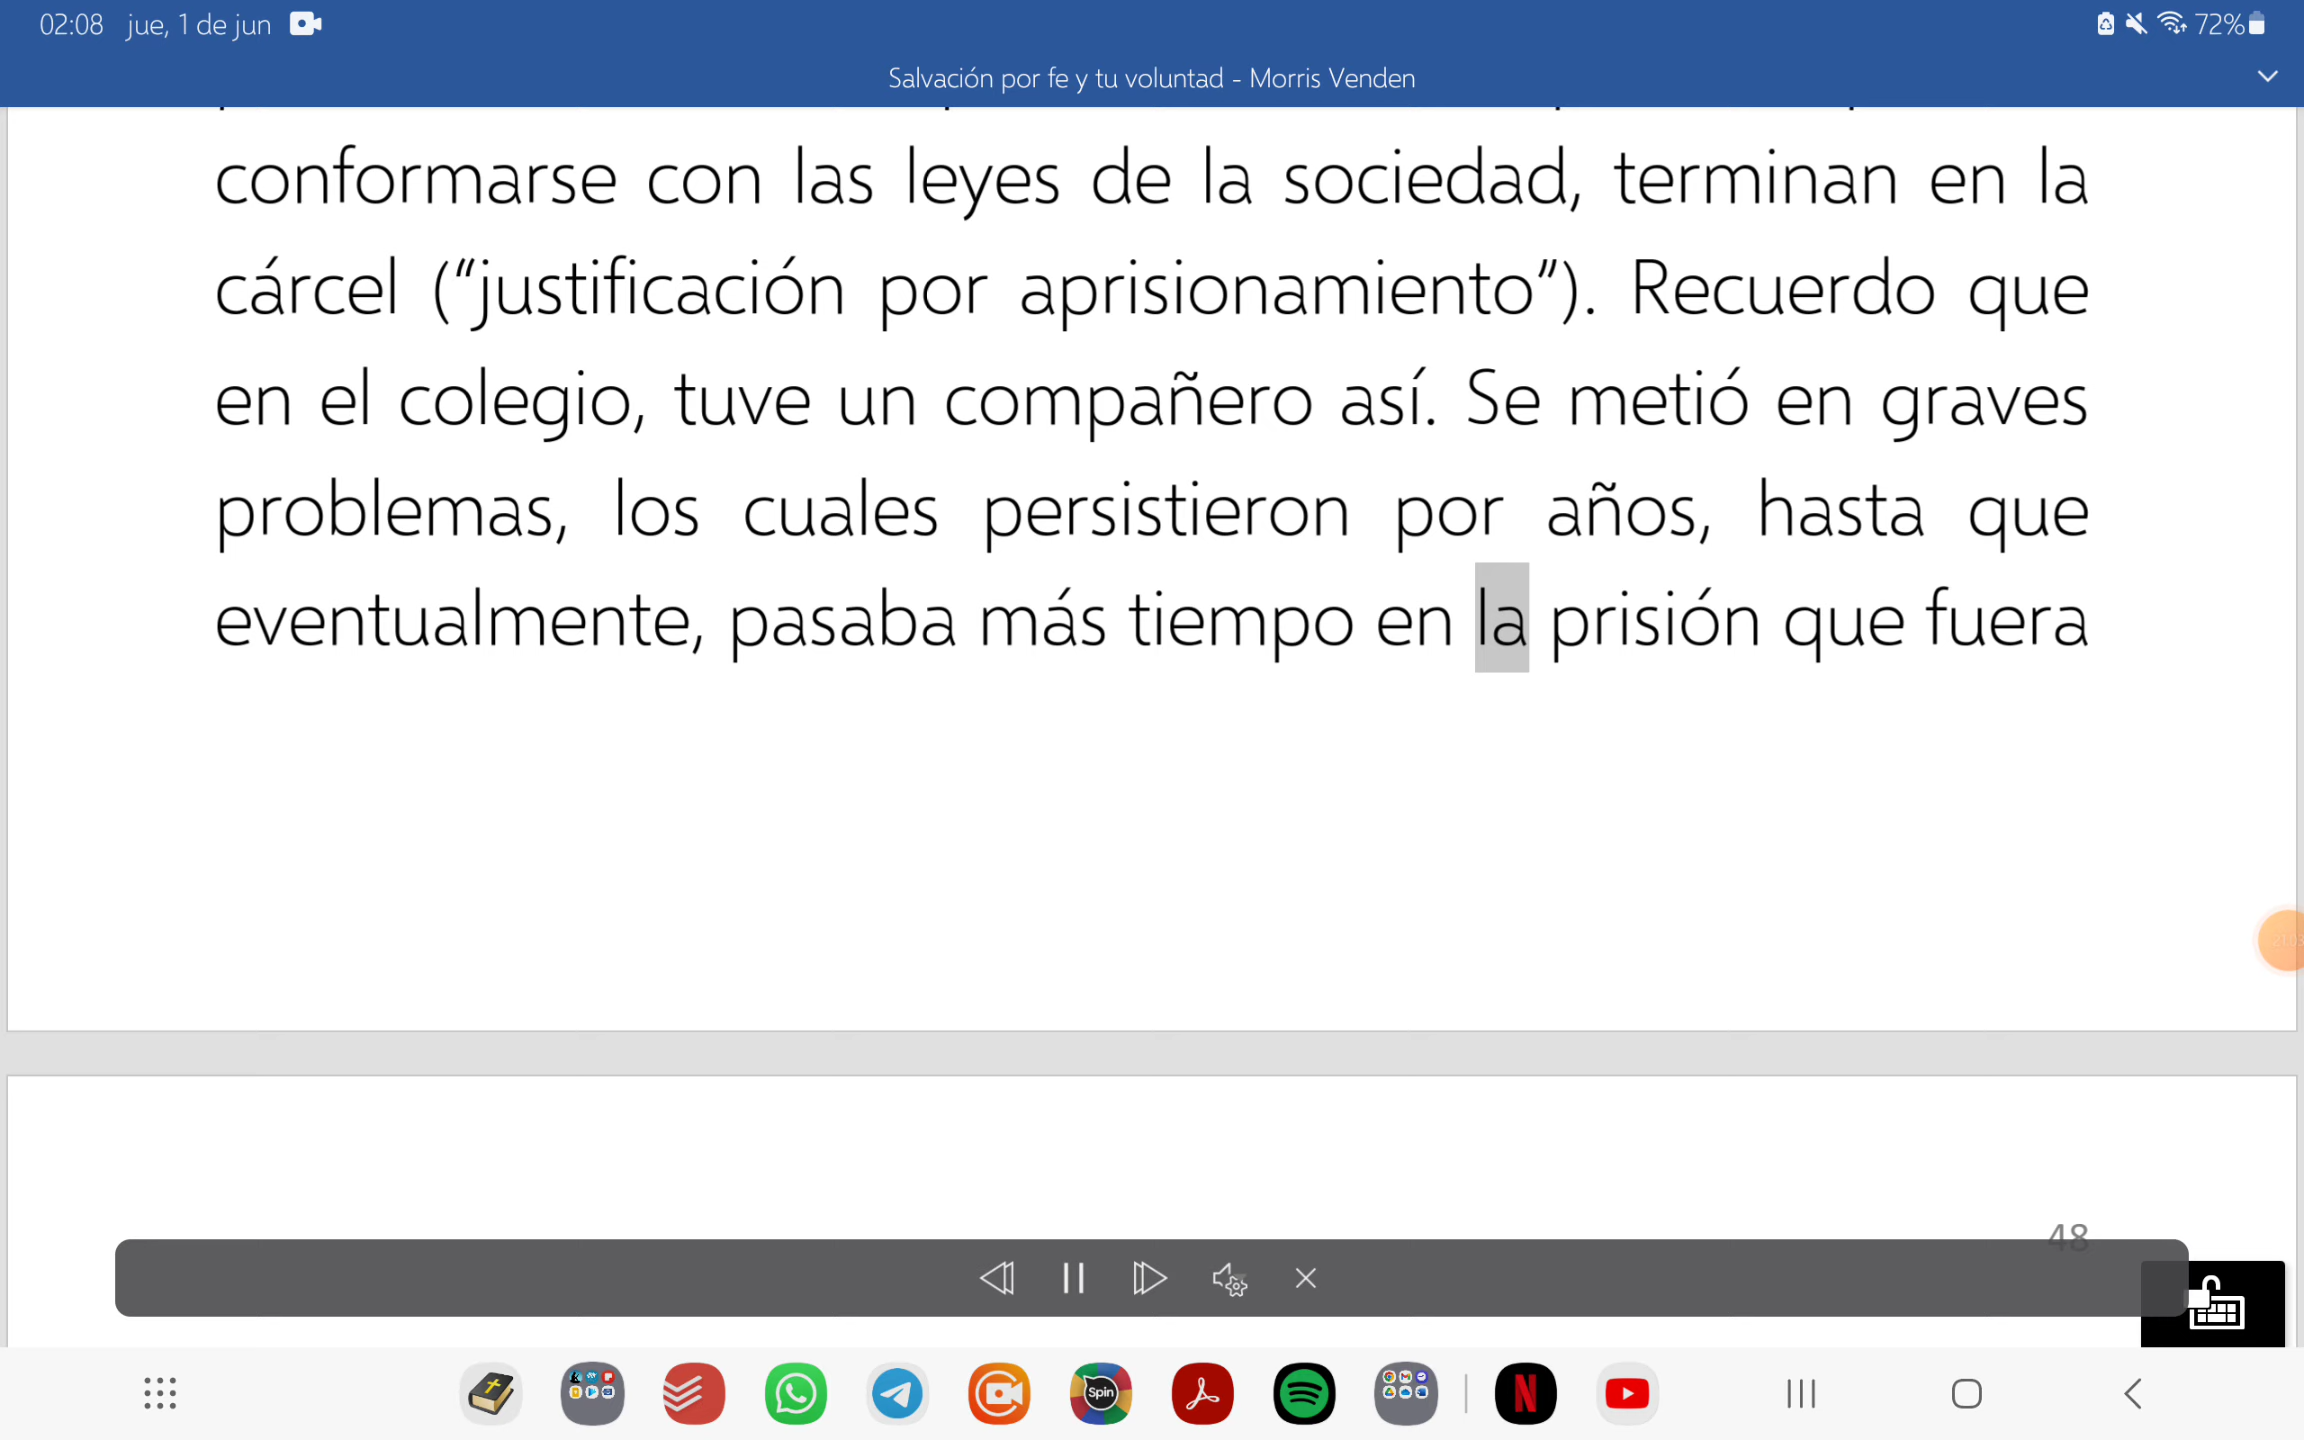 02:08 jue, 1 de jun 72%
Salvación por fe y tu voluntad - Morris Venden
conformarse con las leyes de la sociedad, terminan en la
cárcel (“justificación por aprisionamiento”). Recuerdo que
en el colegio, tuve un compañero así. Se metió en graves
problemas, los cuales persistieron por años, hasta que
eventualmente, pasaba más tiempo en la prisión que fuera
48
Spin